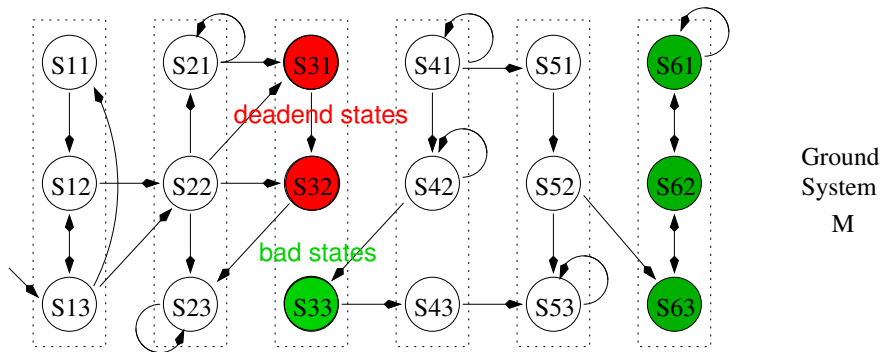 S11 S21 S31 S41 S51 S61
deadend states
S12 S22 S32 S42 S52 S62
Ground
System
M
bad states
S13 S23 S33 S43 S53 S63